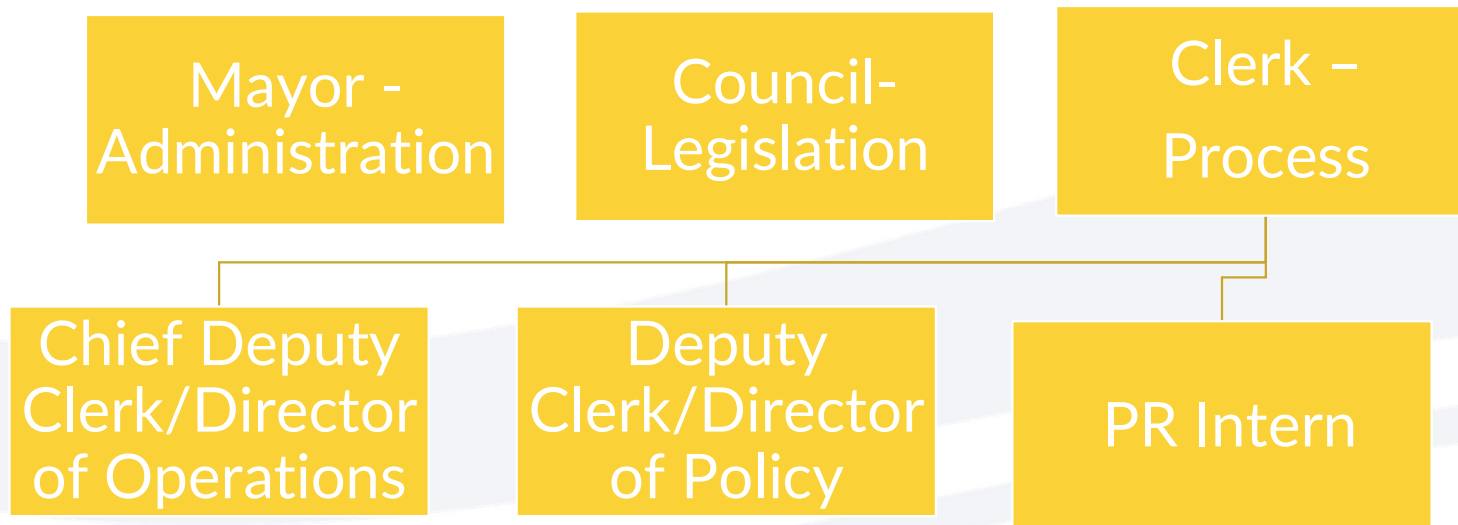 Mayor -
Administration
Council-
Legislation
Clerk –
Process
Chief Deputy
Clerk/Director
of Operations
Deputy
Clerk/Director
of Policy
PR Intern